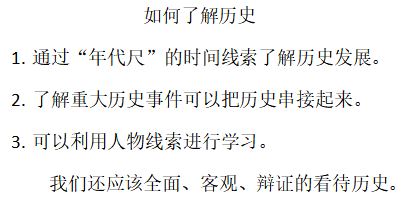 如何了解历史
1. 通过“年代尺”的时间线索了解历史发展。
2. 了解重大历史事件可以把历史串接起来。
3. 可以利用人物线索进行学习。
我们还应该全面、客观、辩证的看待历史。